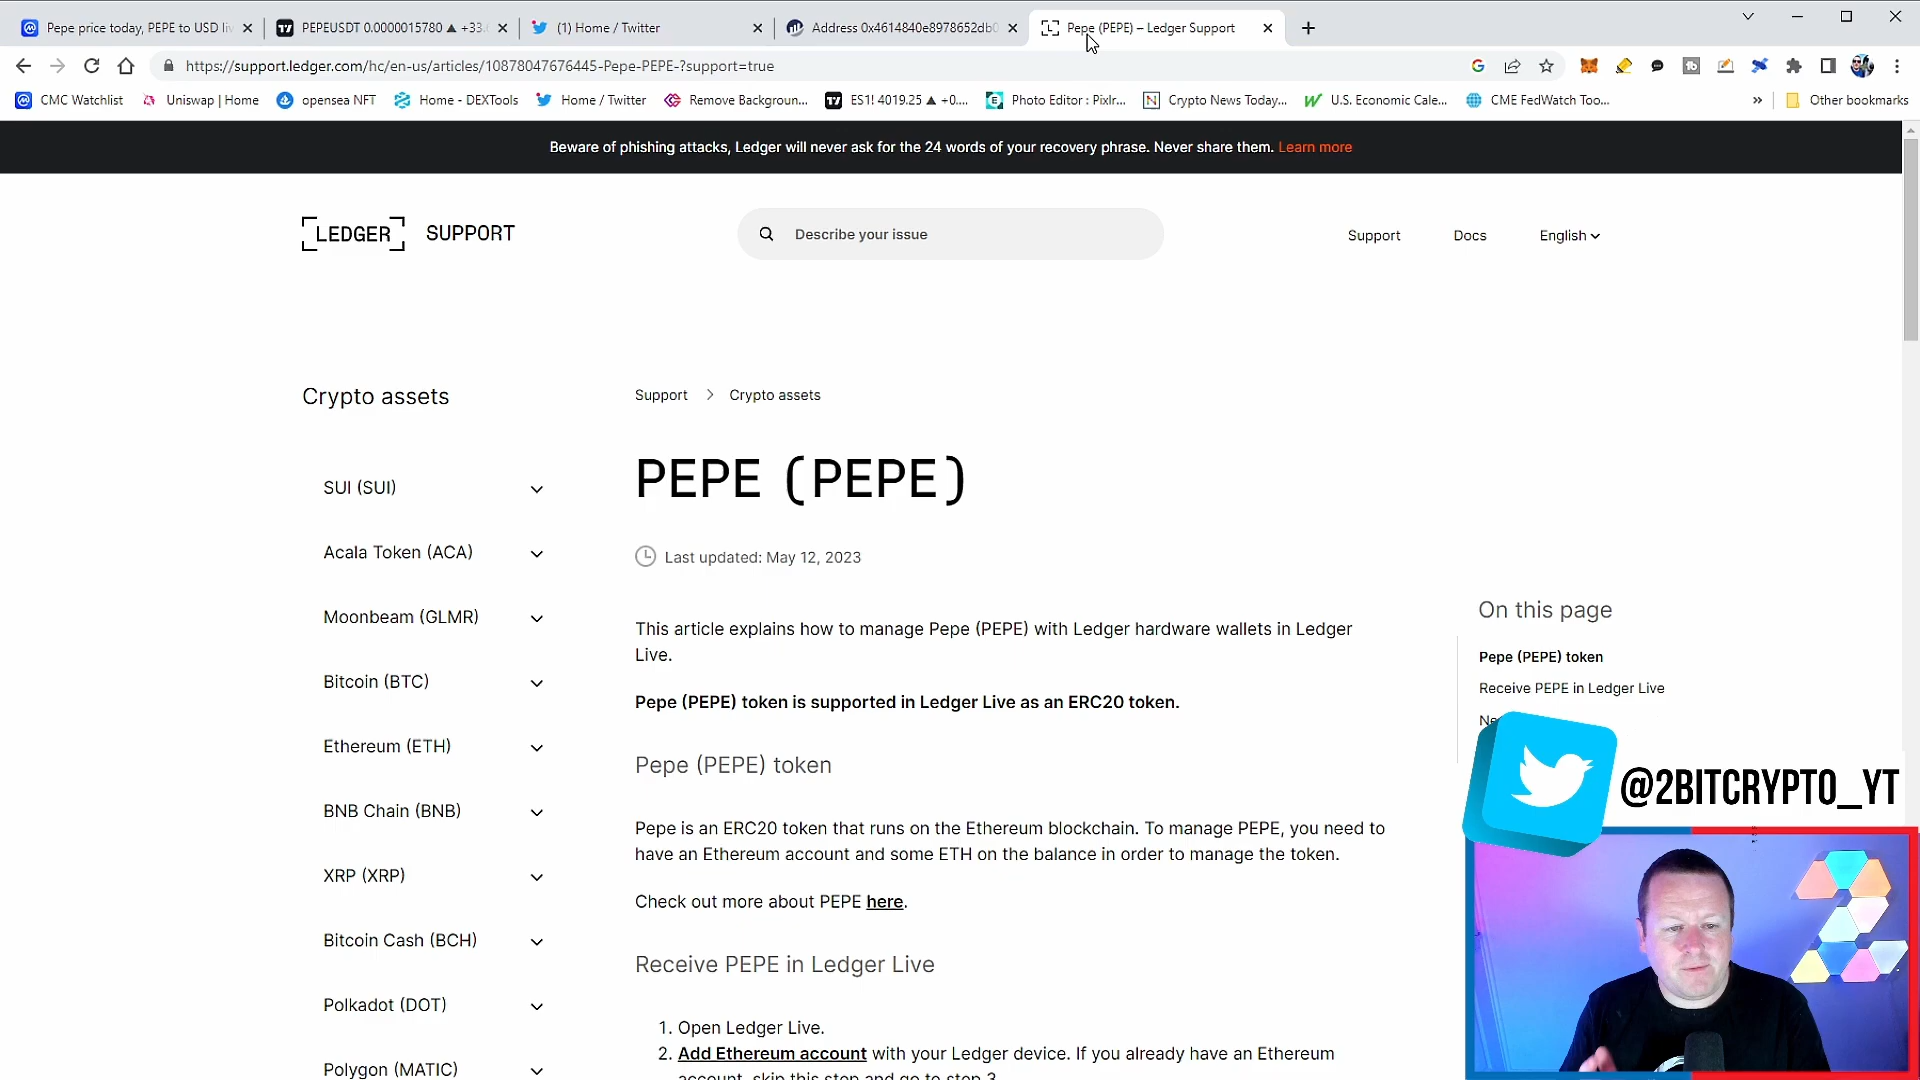 Pepe price today, PEPE to USD li
PEPEUSDT 0.0000015780 ▲ +33.
(1) Home / Twitter
Address 0x4614840e8978652db0
Pepe (PEPE) – Ledger Support
https://support.ledger.com/hc/en-us/articles/10878047676445-Pepe-PEPE-?support=true
CMC Watchlist
Uniswap | Home
opensea NFT
Home - DEXTools
Home / Twitter
Remove Backgroun...
ES1! 4019.25 ▲ +0....
Photo Editor : Pixlr...
Crypto News Today...
U.S. Economic Cale...
CME FedWatch Too...
»
Other bookmarks
Beware of phishing attacks, Ledger will never ask for the 24 words of your recovery phrase. Never share them. Learn more
LEDGER SUPPORT
Describe your issue
Support
Docs
English
Crypto assets
SUI (SUI)
Acala Token (ACA)
Moonbeam (GLMR)
Bitcoin (BTC)
Ethereum (ETH)
BNB Chain (BNB)
XRP (XRP)
Bitcoin Cash (BCH)
Polkadot (DOT)
Polygon (MATIC)
Support > Crypto assets
PEPE (PEPE)
Last updated: May 12, 2023
This article explains how to manage Pepe (PEPE) with Ledger hardware wallets in Ledger
Live.
Pepe (PEPE) token is supported in Ledger Live as an ERC20 token.
Pepe (PEPE) token
Pepe is an ERC20 token that runs on the Ethereum blockchain. To manage PEPE, you need to
have an Ethereum account and some ETH on the balance in order to manage the token.
Check out more about PEPE here.
Receive PEPE in Ledger Live
1. Open Ledger Live.
2. Add Ethereum account with your Ledger device. If you already have an Ethereum
account, skip this step and go to step 3.
On this page
Pepe (PEPE) token
Receive PEPE in Ledger Live
@2BITCRYPTO_YT